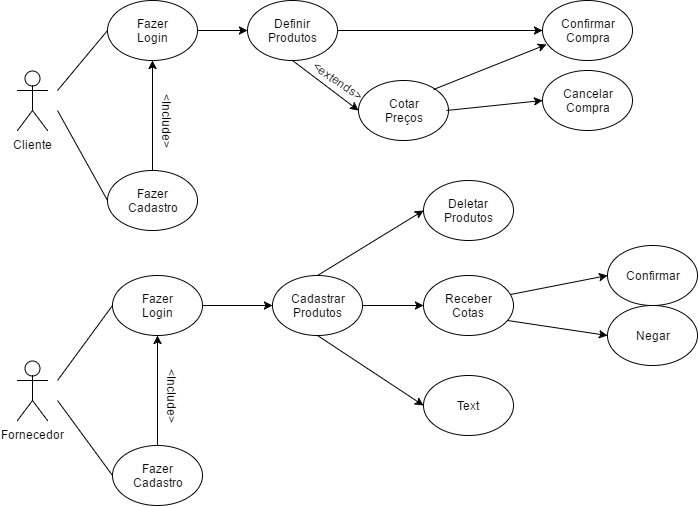 Fazer
Login
Definir
Produtos
Confirmar
Compra
<extends>
Cotar
Preços
Cancelar
Compra
<Include>
Cliente
Fazer
Cadastro
Deletar
Produtos
Fazer
Login
Cadastrar
Produtos
Receber
Cotas
Confirmar
Negar
<Include>
Text
Fornecedor
Fazer
Cadastro